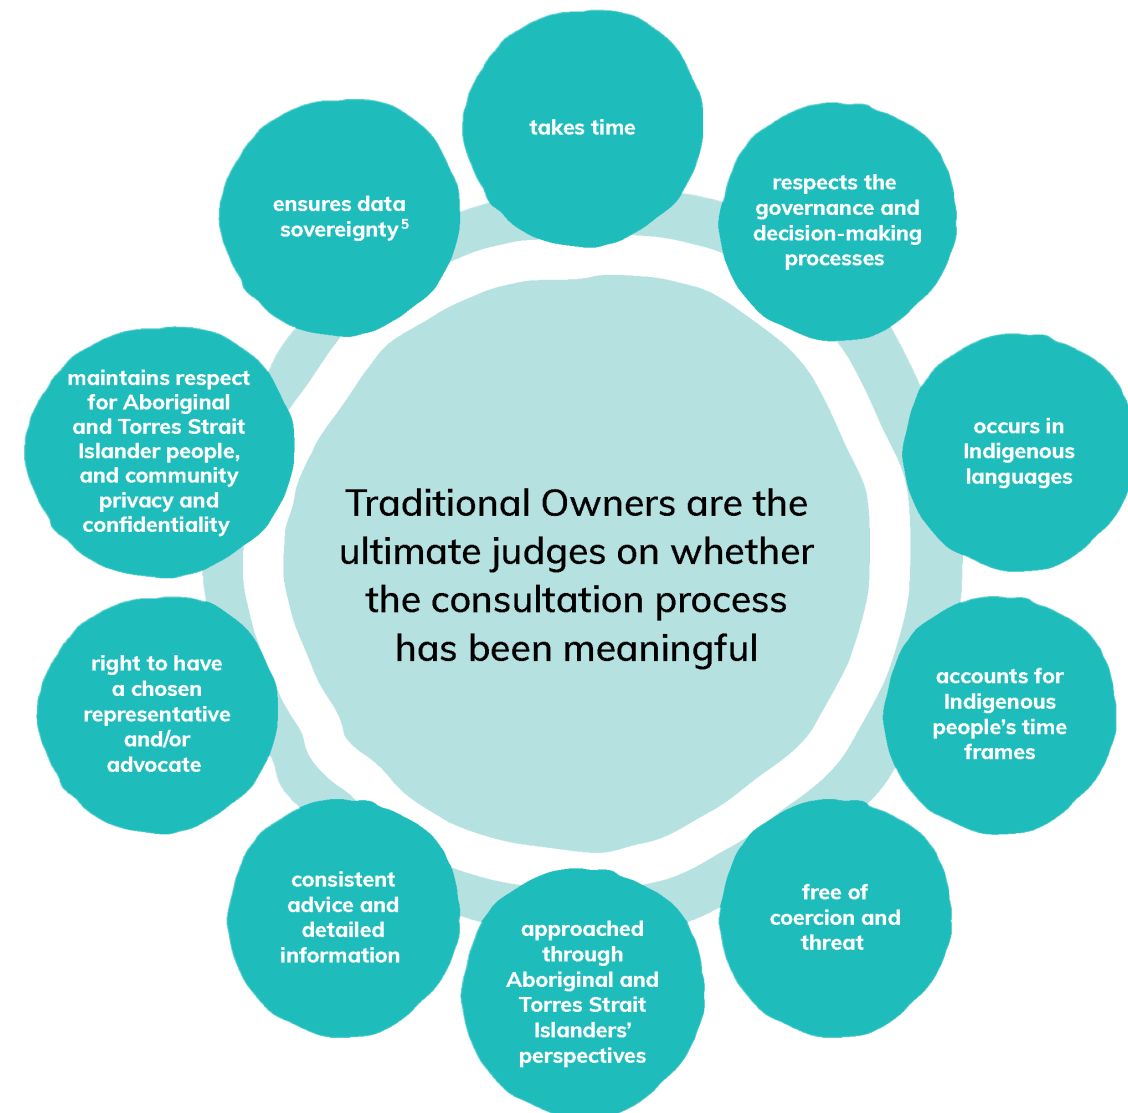 takes time
respects the
governance and
decision-making
processes
occurs in
Indigenous
languages
accounts for
Indigenous
people’s time
frames
free of
coercion and
threat
approached
through
Aboriginal and
Torres Strait
Islanders’
perspectives
consistent
advice and
detailed
information
right to have
a chosen
representative
and/or
advocate
maintains respect
for Aboriginal
and Torres Strait
Islander people,
and community
privacy and
confidentiality
ensures data
sovereignty⁵
Traditional Owners are the
ultimate judges on whether
the consultation process
has been meaningful